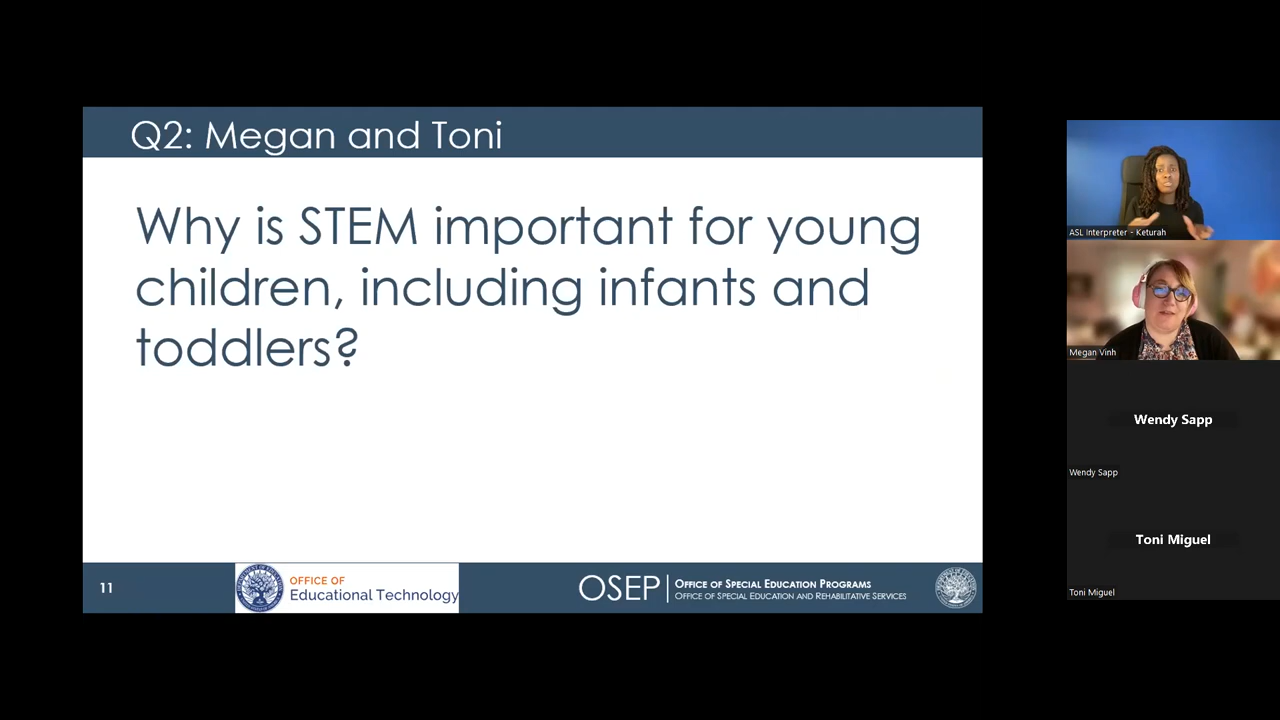 Q2: Megan and Toni
Why is STEM important for young
children, including infants and
toddlers?
11
OFFICE OF
Educational Technology
OSEP
OFFICE OF SPECIAL EDUCATION PROGRAMS
OFFICE OF SPECIAL EDUCATION AND REHABILITATIVE SERVICES
ASL Interpreter - Keturah
Megan Vinh
Wendy Sapp
Wendy Sapp
Toni Miguel
Toni Miguel